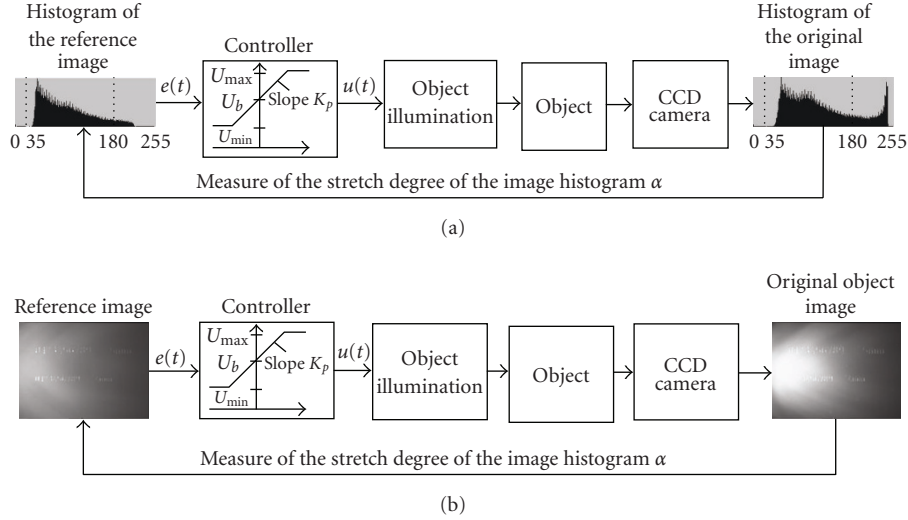 Histogram of
the reference
image
Histogram of
the original
image
Controller
e(t)
U_max
U_b
Slope K_p
U_min
u(t)
Object
illumination
Object
CCD
camera
0 35 180 255
0 35 180 255
Measure of the stretch degree of the image histogram α
(a)
Reference image
Controller
Original object
image
e(t)
U_max
U_b
Slope K_p
U_min
u(t)
Object
illumination
Object
CCD
camera
Measure of the stretch degree of the image histogram α
(b)